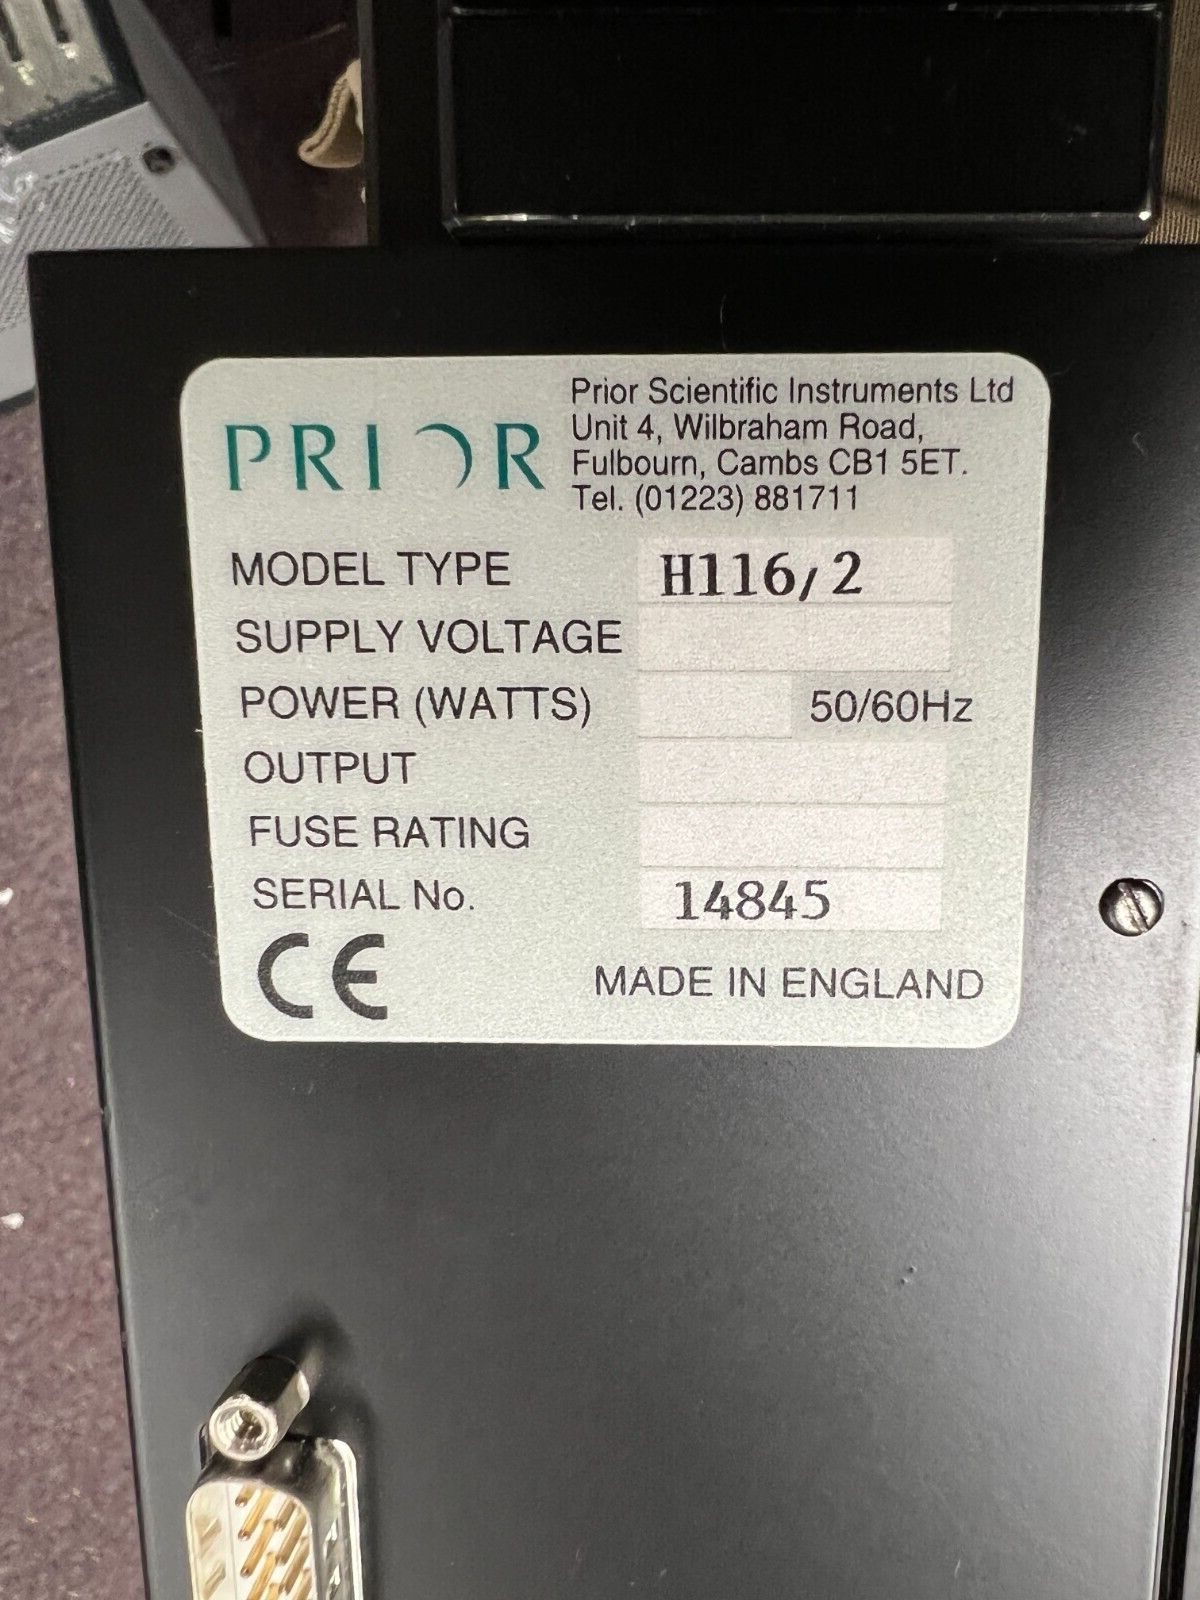 PRIOR
Prior Scientific Instruments Ltd
Unit 4, Wilbraham Road,
Fulbourn, Cambs CB1 5ET.
Tel. (01223) 881711
MODEL TYPE H116/2
SUPPLY VOLTAGE
POWER (WATTS) 50/60Hz
OUTPUT
FUSE RATING
SERIAL No. 14845
CE MADE IN ENGLAND